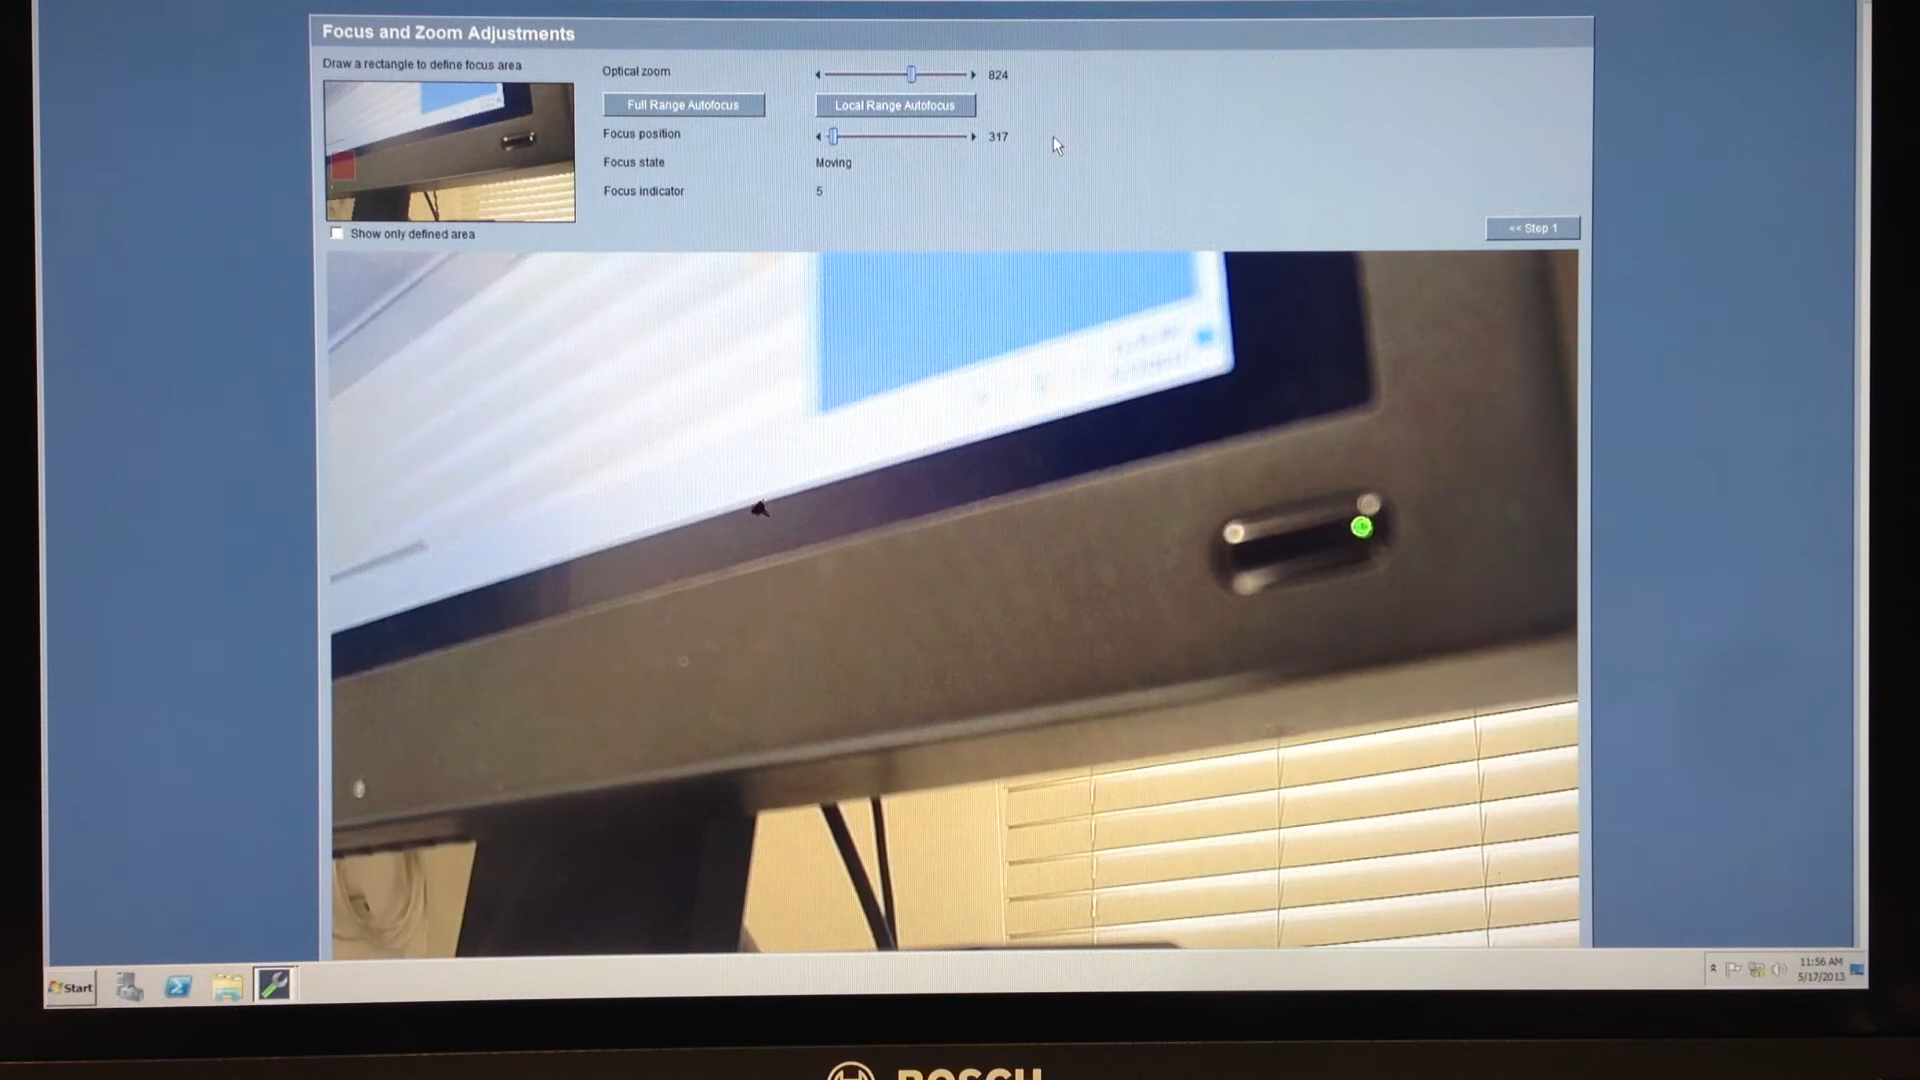 Focus and Zoom Adjustments
Draw a rectangle to define focus area
Optical zoom
824
Full Range Autofocus
Local Range Autofocus
Focus position
317
Focus state
Moving
Focus indicator
5
<< Step 1
Show only defined area
Start
11:56 AM
5/17/2013
BOSCH